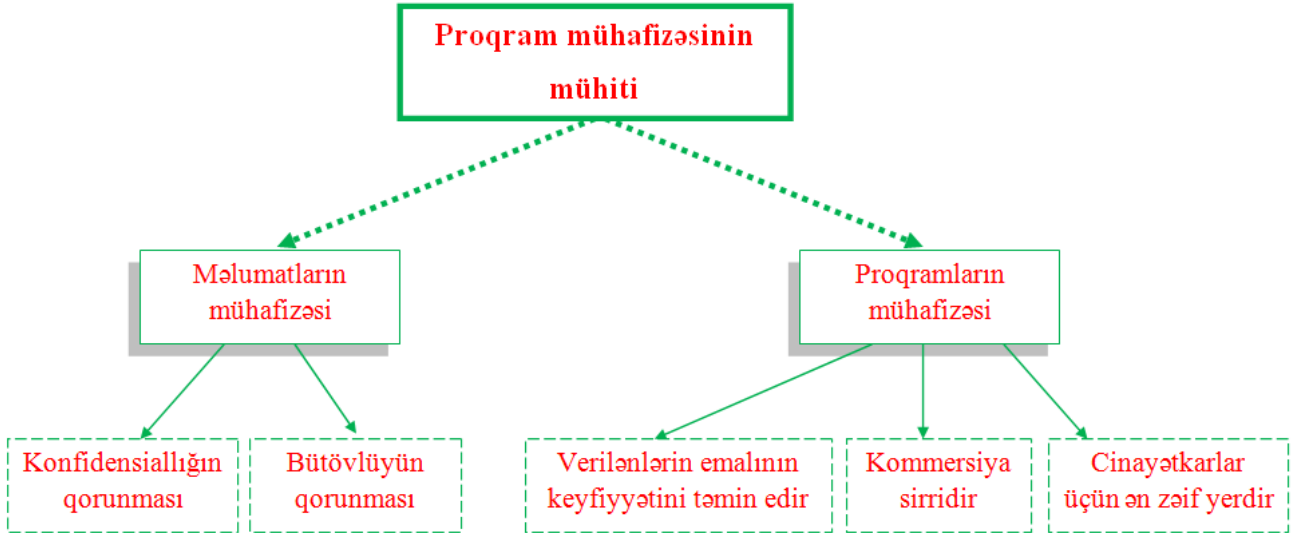 Proqram mühafizəsinin
mühiti
Məlumatların
mühafizəsi
Proqramların
mühafizəsi
Konfidensiallığın
qorunması
Bütövlüyün
qorunması
Verilənlərin emalının
keyfiyyətini təmin edir
Kommersiya
sirridir
Cinayətkarlar
üçün ən zəif yerdir